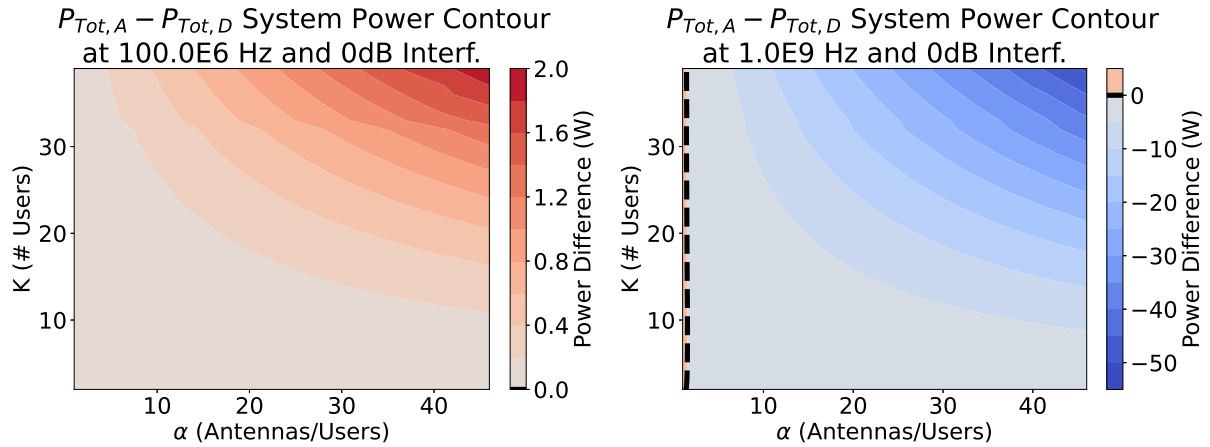 P_{Tot, A} − P_{Tot, D} System Power Contour
at 100.0E6 Hz and 0dB Interf.
K (# Users)
30
20
10
10
20
30
40
α (Antennas/Users)
2.0
1.6
1.2
0.8
0.4
0.0
Power Difference (W)
P_{Tot, A} − P_{Tot, D} System Power Contour
at 1.0E9 Hz and 0dB Interf.
K (# Users)
30
20
10
10
20
30
40
α (Antennas/Users)
0
−10
−20
−30
−40
−50
Power Difference (W)